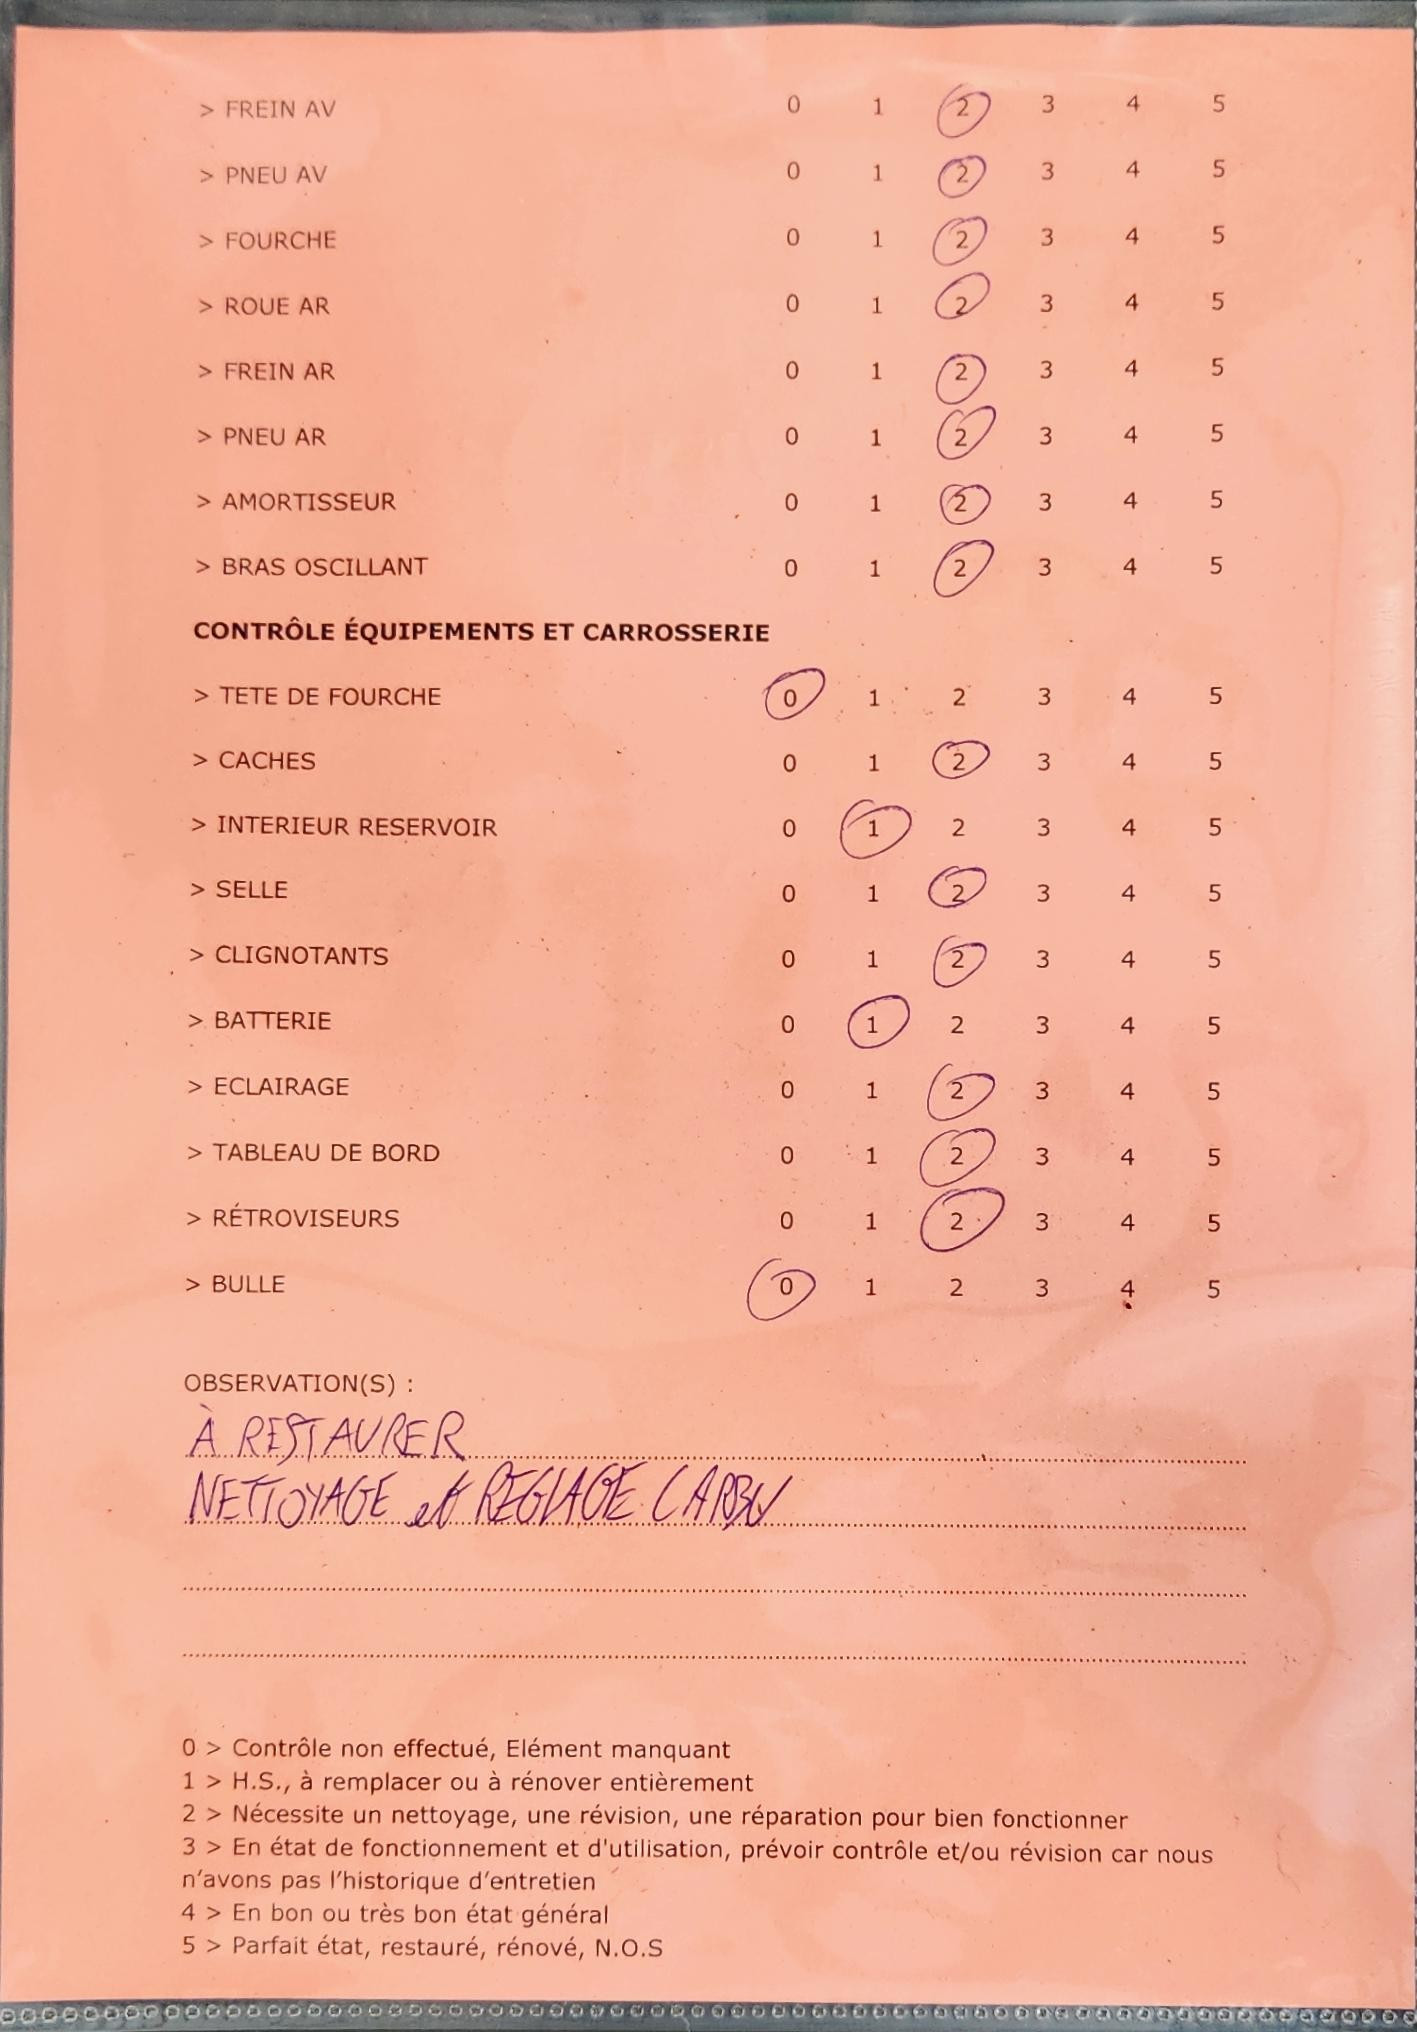 > FREIN AV 0 1 2 3 4 5
> PNEU AV 0 1 2 3 4 5
> FOURCHE 0 1 2 3 4 5
> ROUE AR 0 1 2 3 4 5
> FREIN AR 0 1 2 3 4 5
> PNEU AR 0 1 2 3 4 5
> AMORTISSEUR 0 1 2 3 4 5
> BRAS OSCILLANT 0 1 2 3 4 5
CONTRÔLE ÉQUIPEMENTS ET CARROSSERIE
> TETE DE FOURCHE 0 1 2 3 4 5
> CACHES 0 1 2 3 4 5
> INTERIEUR RESERVOIR 0 1 2 3 4 5
> SELLE 0 1 2 3 4 5
> CLIGNOTANTS 0 1 2 3 4 5
> BATTERIE 0 1 2 3 4 5
> ECLAIRAGE 0 1 2 3 4 5
> TABLEAU DE BORD 0 1 2 3 4 5
> RÉTROVISEURS 0 1 2 3 4 5
> BULLE 0 1 2 3 4 5
OBSERVATION(S) :
À RESTAURER
NETTOYAGE et REGLAGE CARBU
0 > Contrôle non effectué, Elément manquant
1 > H.S., à remplacer ou à rénover entièrement
2 > Nécessite un nettoyage, une révision, une réparation pour bien fonctionner
3 > En état de fonctionnement et d'utilisation, prévoir contrôle et/ou révision car nous
n'avons pas l'historique d'entretien
4 > En bon ou très bon état général
5 > Parfait état, restauré, rénové, N.O.S